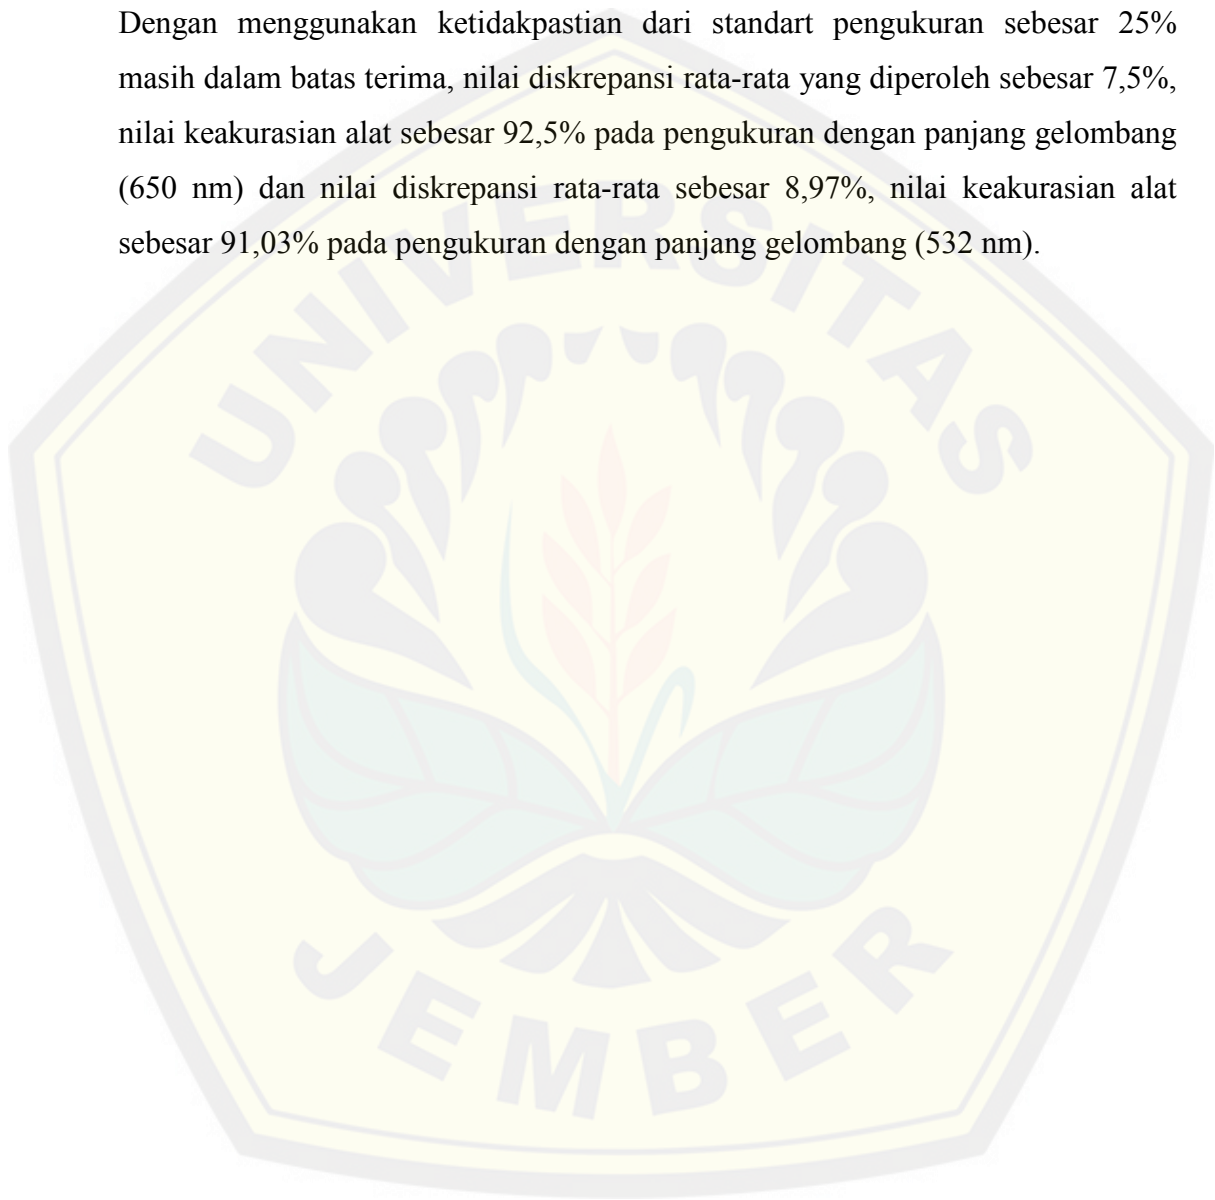 Dengan menggunakan ketidakpastian dari standart pengukuran sebesar 25%
masih dalam batas terima, nilai diskrepansi rata-rata yang diperoleh sebesar 7,5%,
nilai keakurasian alat sebesar 92,5% pada pengukuran dengan panjang gelombang
(650 nm) dan nilai diskrepansi rata-rata sebesar 8,97%, nilai keakurasian alat
sebesar 91,03% pada pengukuran dengan panjang gelombang (532 nm).
UNIVERSITAS
JEMBER